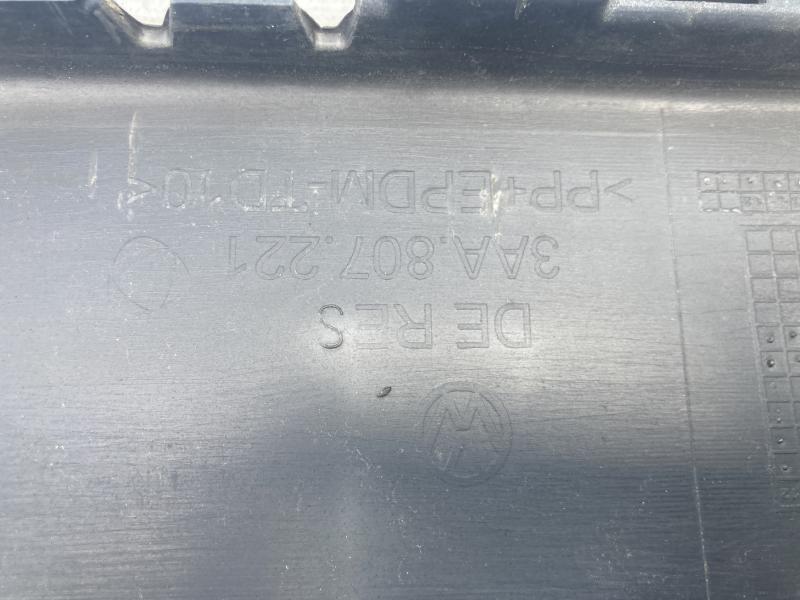 DE RES
3AA.807.221
>PP+EPDM-TD10<